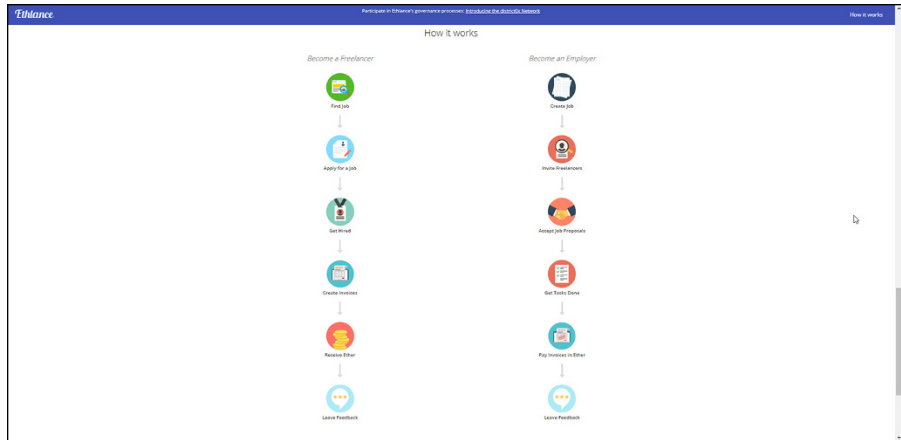 Ethlance
Participate in Ethlance's governance processes: Introducing the district0x Network
How it works
How it works
Become a Freelancer
Find Job
Apply for a Job
Get Hired
Create Invoices
Receive Ether
Leave Feedback
Become an Employer
Create Job
Invite Freelancers
Accept Job Proposals
Get Tasks Done
Pay Invoices in Ether
Leave Feedback